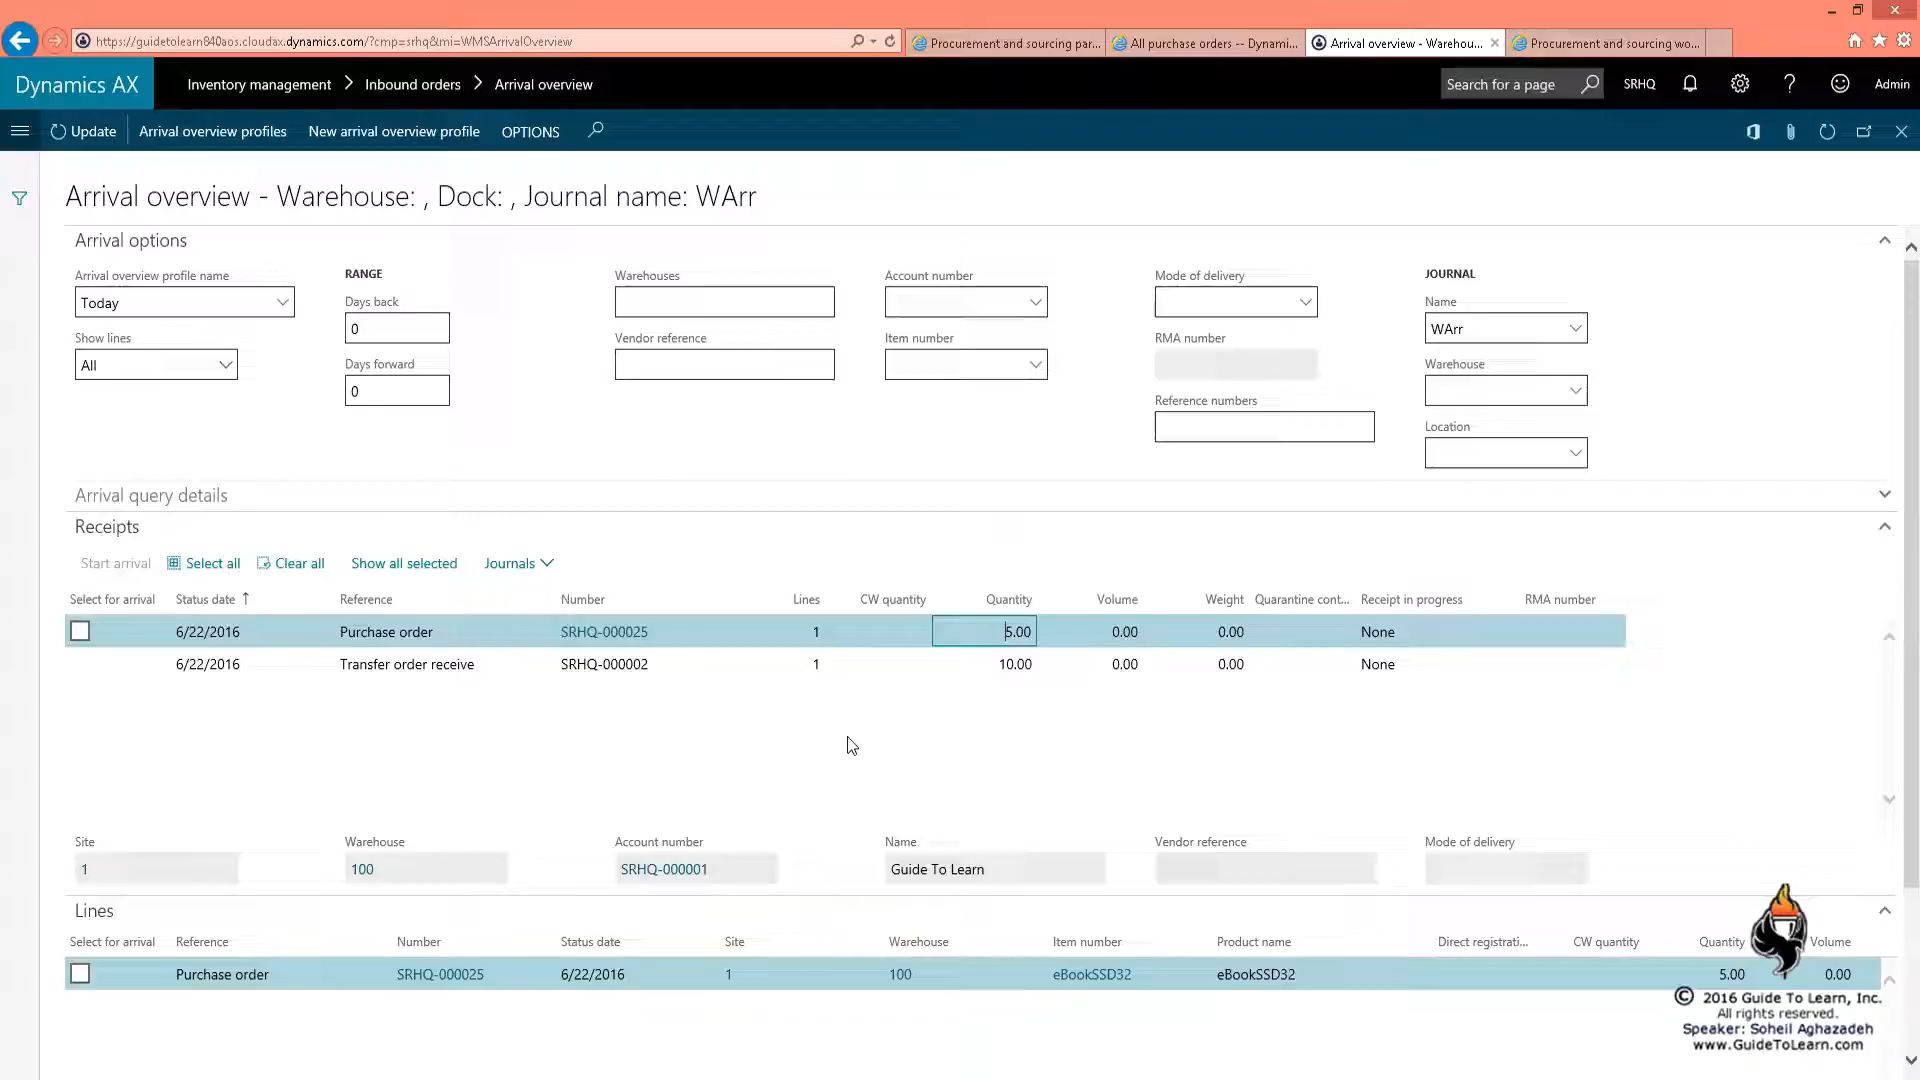 https://guidetolearn840aos.cloudax.dynamics.com/?cmp=srhq&mi=WMSArrivalOverview
Procurement and sourcing par...
All purchase orders -- Dynami...
Arrival overview - Warehou...
Procurement and sourcing wo...
Dynamics AX
Inventory management > Inbound orders > Arrival overview
Search for a page
SRHQ
Admin
Update
Arrival overview profiles
New arrival overview profile
OPTIONS
Arrival overview - Warehouse: , Dock: , Journal name: WArr
Arrival options
Arrival overview profile name
Today
Show lines
All
RANGE
Days back
0
Days forward
0
Warehouses
Vendor reference
Account number
Item number
Mode of delivery
RMA number
Reference numbers
JOURNAL
Name
WArr
Warehouse
Location
Arrival query details
Receipts
Start arrival Select all Clear all Show all selected Journals
Select for arrival Status date Reference Number Lines CW quantity Quantity Volume Weight Quarantine cont... Receipt in progress RMA number
6/22/2016 Purchase order SRHQ-000025 1 5.00 0.00 0.00 None
6/22/2016 Transfer order receive SRHQ-000002 1 10.00 0.00 0.00 None
Site Warehouse Account number Name Vendor reference Mode of delivery
1 100 SRHQ-000001 Guide To Learn
Lines
Select for arrival Reference Number Status date Site Warehouse Item number Product name Direct registrati... CW quantity Quantity Volume
Purchase order SRHQ-000025 6/22/2016 1 100 eBookSSD32 eBookSSD32 5.00 0.00
© 2016 Guide To Learn, Inc.
All rights reserved.
Speaker: Soheil Aghazadeh
www.GuideToLearn.com